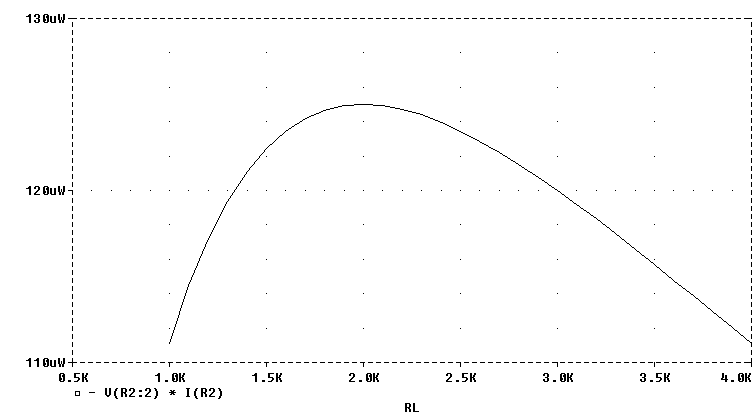 130uW
120uW
110uW
0.5K 1.0K 1.5K 2.0K 2.5K 3.0K 3.5K 4.0K
- V(R2:2) * I(R2)
RL